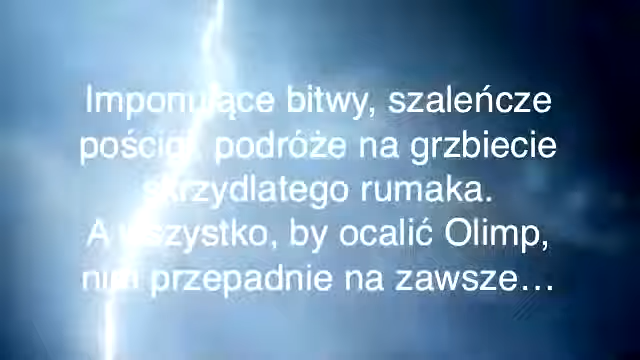 Imponujące bitwy, szaleńcze
pościgi, podróże na grzbiecie
skrzydlatego rumaka.
A wszystko, by ocalić Olimp,
nim przepadnie na zawsze…